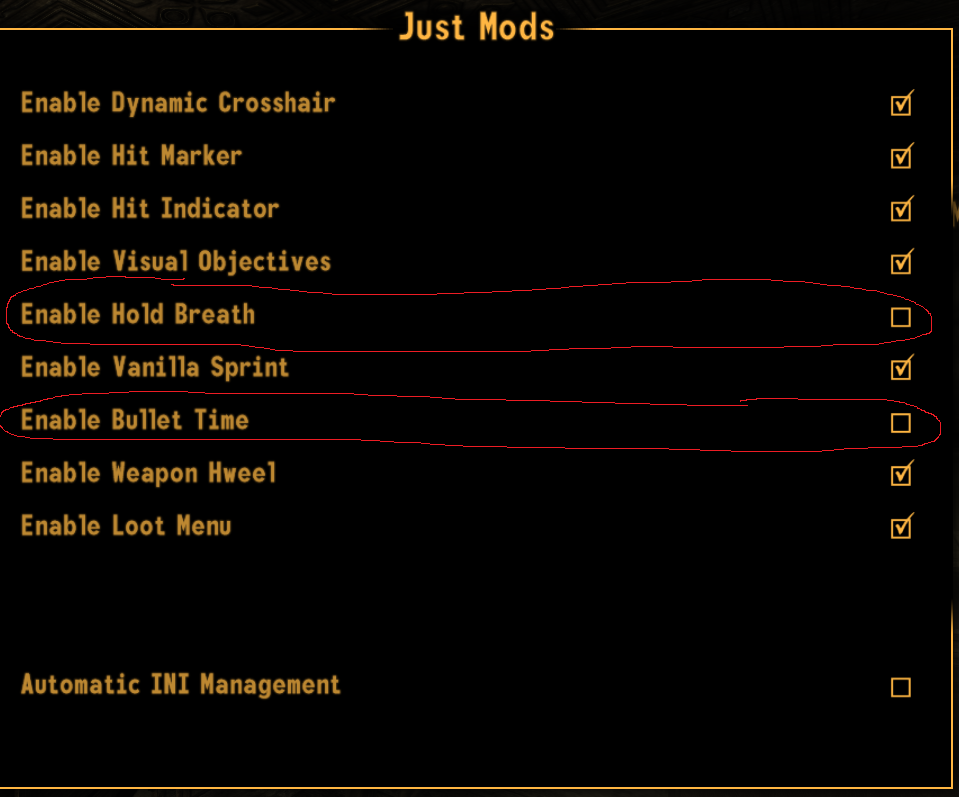 Just Mods
Enable Dynamic Crosshair
Enable Hit Marker
Enable Hit Indicator
Enable Visual Objectives
Enable Hold Breath
Enable Vanilla Sprint
Enable Bullet Time
Enable Weapon Hweel
Enable Loot Menu
Automatic INI Management